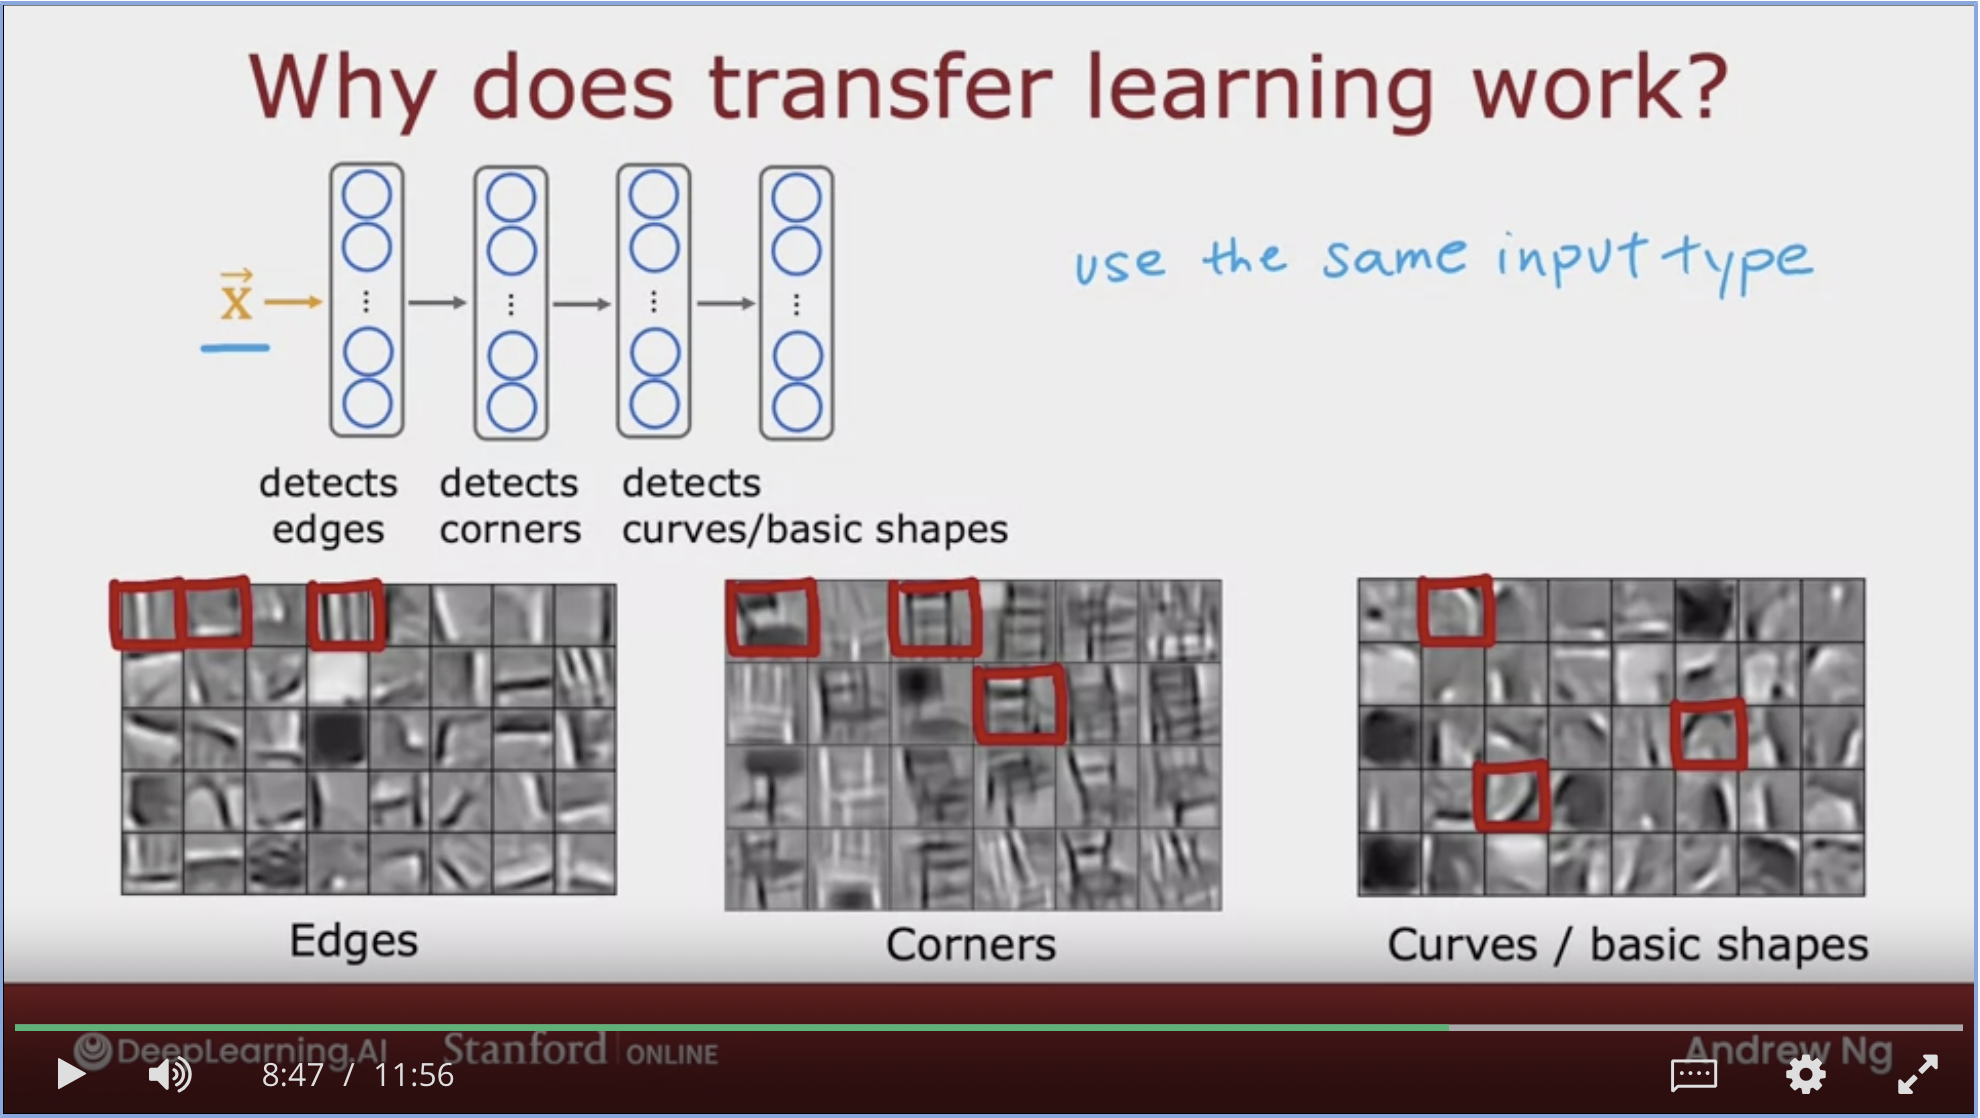 Why does transfer learning work?
use the same input type
x
detects edges
detects corners
detects curves/basic shapes
Edges
Corners
Curves / basic shapes
DeepLearning.AI Stanford ONLINE Andrew Ng
8:47 / 11:56